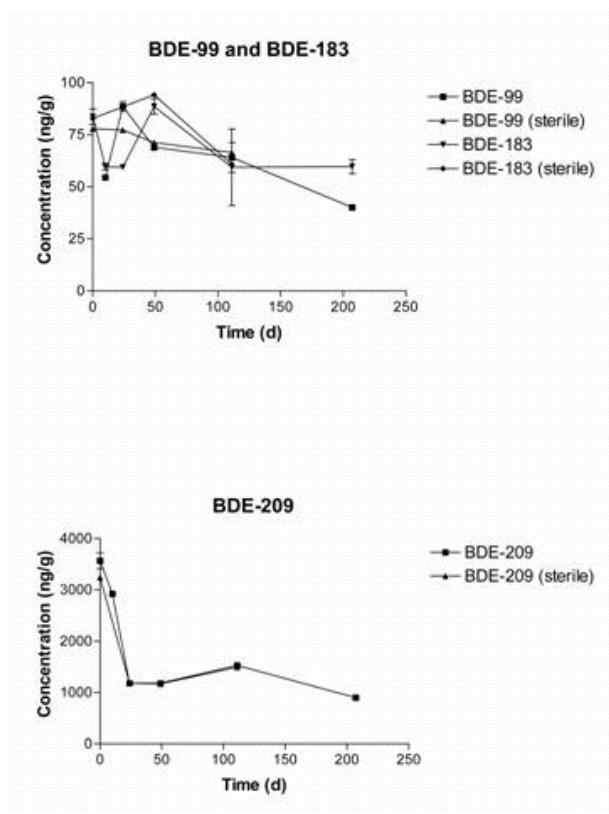 BDE-99 and BDE-183
100
75
50
25
0
Concentration (ng/g)
0 50 100 150 200 250
Time (d)
BDE-99
BDE-99 (sterile)
BDE-183
BDE-183 (sterile)
BDE-209
4000
3000
2000
1000
0
Concentration (ng/g)
0 50 100 150 200 250
Time (d)
BDE-209
BDE-209 (sterile)